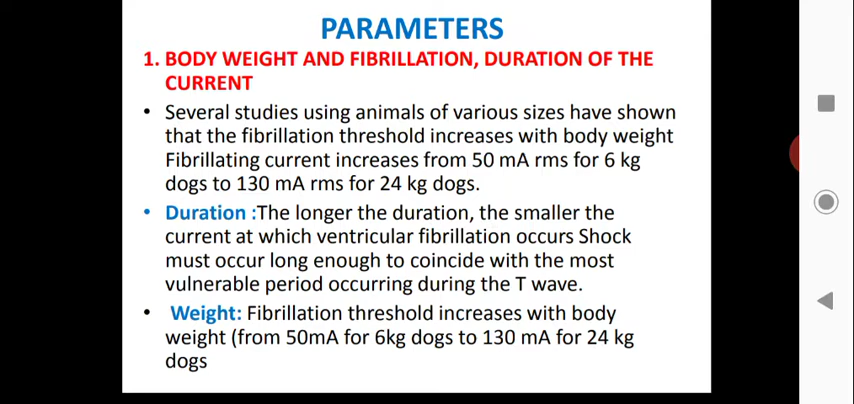 PARAMETERS
1. BODY WEIGHT AND FIBRILLATION, DURATION OF THE
CURRENT
• Several studies using animals of various sizes have shown
that the fibrillation threshold increases with body weight
Fibrillating current increases from 50 mA rms for 6 kg
dogs to 130 mA rms for 24 kg dogs.
• Duration :The longer the duration, the smaller the
current at which ventricular fibrillation occurs Shock
must occur long enough to coincide with the most
vulnerable period occurring during the T wave.
• Weight: Fibrillation threshold increases with body
weight (from 50mA for 6kg dogs to 130 mA for 24 kg
dogs